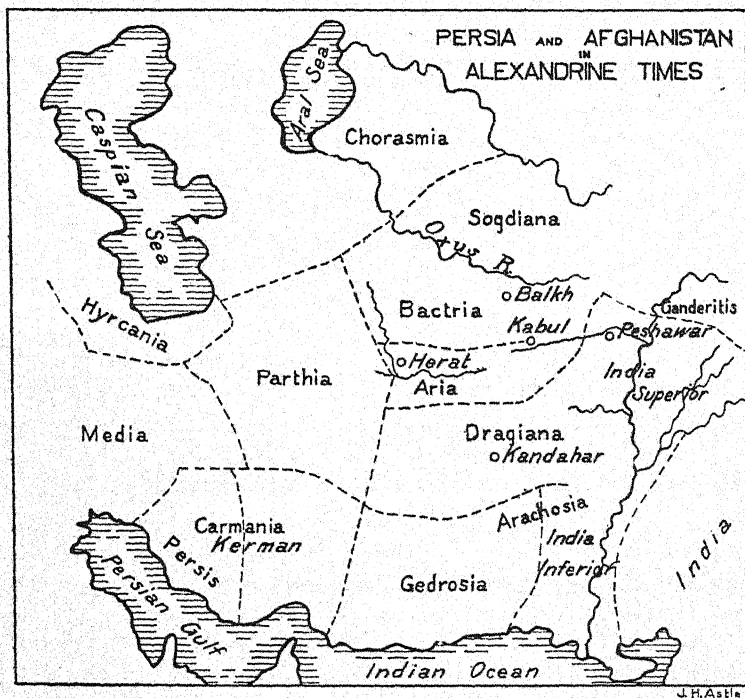 PERSIA AND AFGHANISTAN
IN
ALEXANDRINE TIMES
Caspian
Sea
Aral Sea
Chorasmia
Sogdiana
Oxus R.
Balkh
Bactria
Ganderitis
Kabul
Peshawar
Hyrcania
Herat
Aria
Parthia
India
Superior
Media
Dragiana
Kandahar
Arachosia
Carmania
Kerman
Persis
India
Inferior
Gedrosia
India
Persian Gulf
Indian Ocean
J.H.Astle